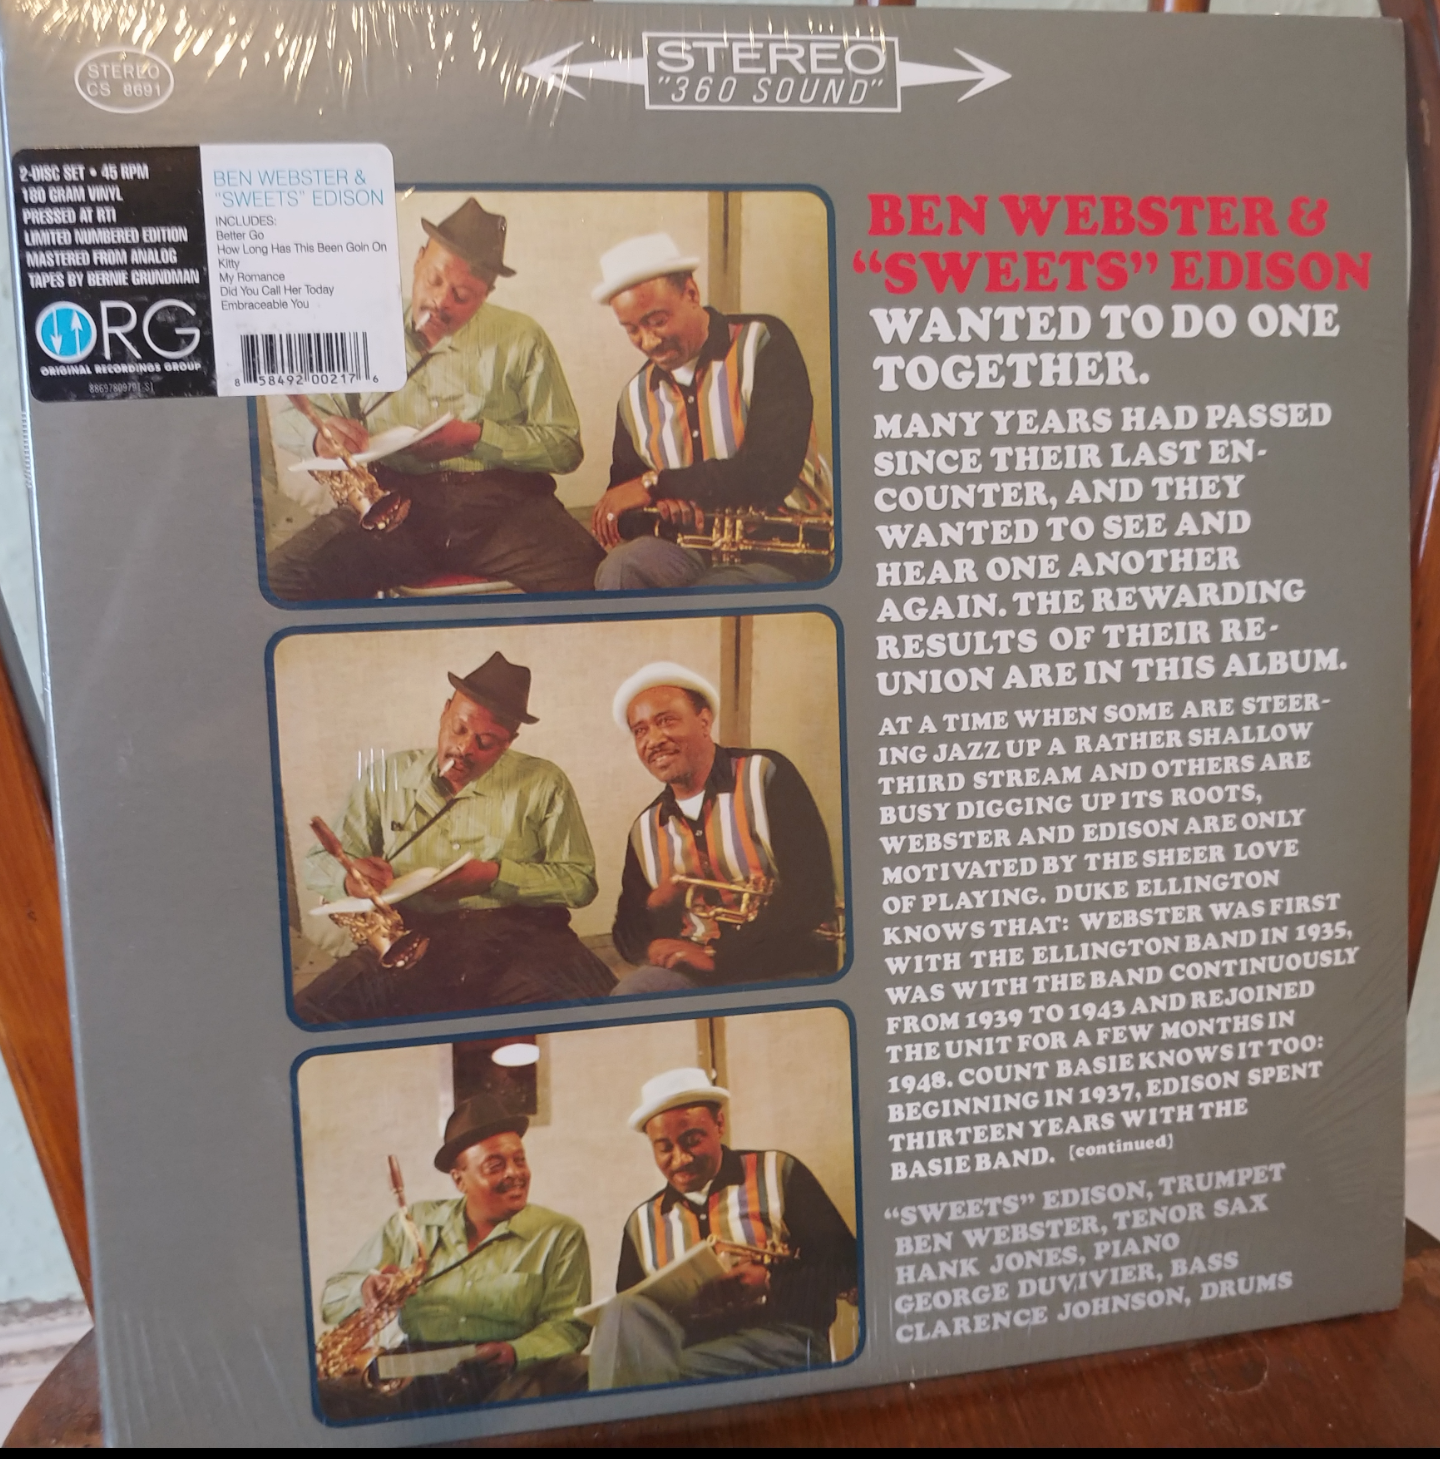 STEREO
CS 8691
STEREO
"360 SOUND"
2-DISC SET • 45 RPM
180 GRAM VINYL
PRESSED AT RTI
LIMITED NUMBERED EDITION
MASTERED FROM ANALOG
TAPES BY BERNIE GRUNDMAN
ORG
ORIGINAL RECORDINGS GROUP
88697809791-S1
BEN WEBSTER &
"SWEETS" EDISON
INCLUDES:
Better Go
How Long Has This Been Goin On
Kitty
My Romance
Did You Call Her Today
Embraceable You
8 58492 00217 6
BEN WEBSTER &
“SWEETS” EDISON
WANTED TO DO ONE
TOGETHER.
MANY YEARS HAD PASSED
SINCE THEIR LAST EN-
COUNTER, AND THEY
WANTED TO SEE AND
HEAR ONE ANOTHER
AGAIN. THE REWARDING
RESULTS OF THEIR RE-
UNION ARE IN THIS ALBUM.
AT A TIME WHEN SOME ARE STEER-
ING JAZZ UP A RATHER SHALLOW
THIRD STREAM AND OTHERS ARE
BUSY DIGGING UP ITS ROOTS,
WEBSTER AND EDISON ARE ONLY
MOTIVATED BY THE SHEER LOVE
OF PLAYING. DUKE ELLINGTON
KNOWS THAT: WEBSTER WAS FIRST
WITH THE ELLINGTON BAND IN 1935,
WAS WITH THE BAND CONTINUOUSLY
FROM 1939 TO 1943 AND REJOINED
THE UNIT FOR A FEW MONTHS IN
1948. COUNT BASIE KNOWS IT TOO:
BEGINNING IN 1937, EDISON SPENT
THIRTEEN YEARS WITH THE
BASIE BAND. [continued]
“SWEETS” EDISON, TRUMPET
BEN WEBSTER, TENOR SAX
HANK JONES, PIANO
GEORGE DUVIVIER, BASS
CLARENCE JOHNSON, DRUMS